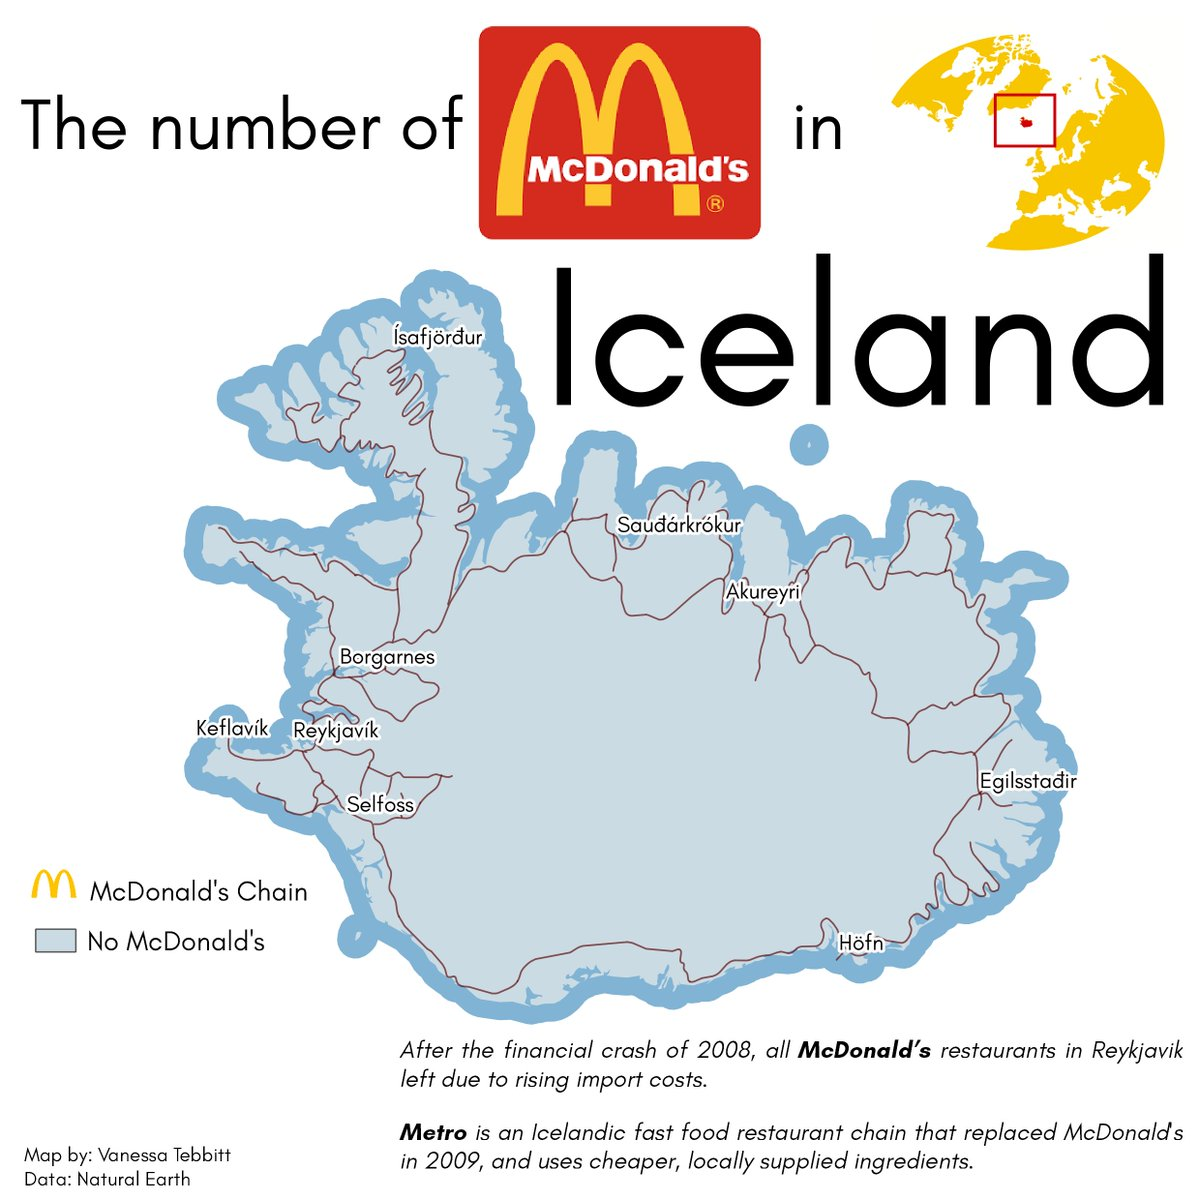 The number of McDonald's ® in
Iceland
Ísafjörður
Sauðárkrókur
Akureyri
Borgarnes
Keflavík
Reykjavík
Egilsstaðir
Selfoss
McDonald's Chain
No McDonald's
Höfn
After the financial crash of 2008, all McDonald's restaurants in Reykjavik
left due to rising import costs.
Metro is an Icelandic fast food restaurant chain that replaced McDonald's
in 2009, and uses cheaper, locally supplied ingredients.
Map by: Vanessa Tebbitt
Data: Natural Earth